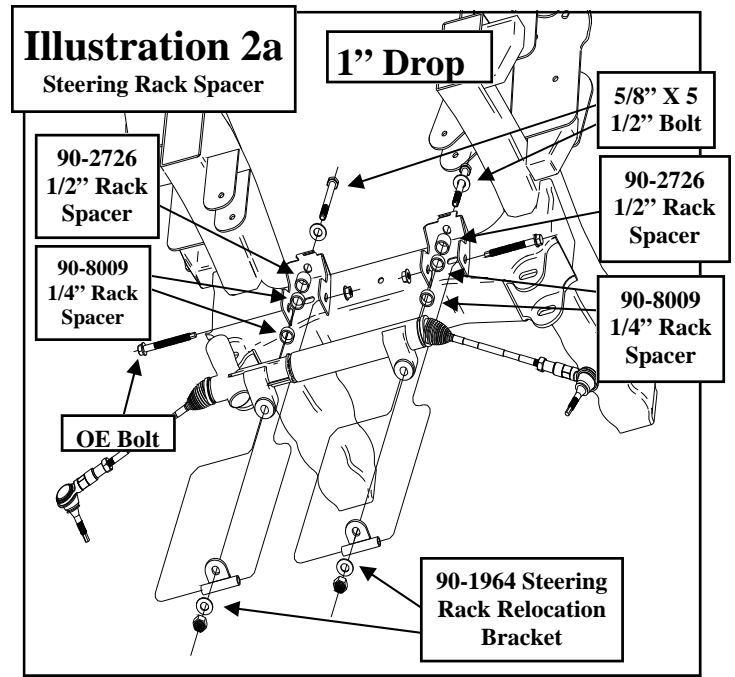 Illustration 2a
Steering Rack Spacer
1” Drop
5/8” X 5
1/2” Bolt
90-2726
1/2” Rack
Spacer
90-2726
1/2” Rack
Spacer
90-8009
1/4” Rack
Spacer
90-8009
1/4” Rack
Spacer
OE Bolt
90-1964 Steering
Rack Relocation
Bracket